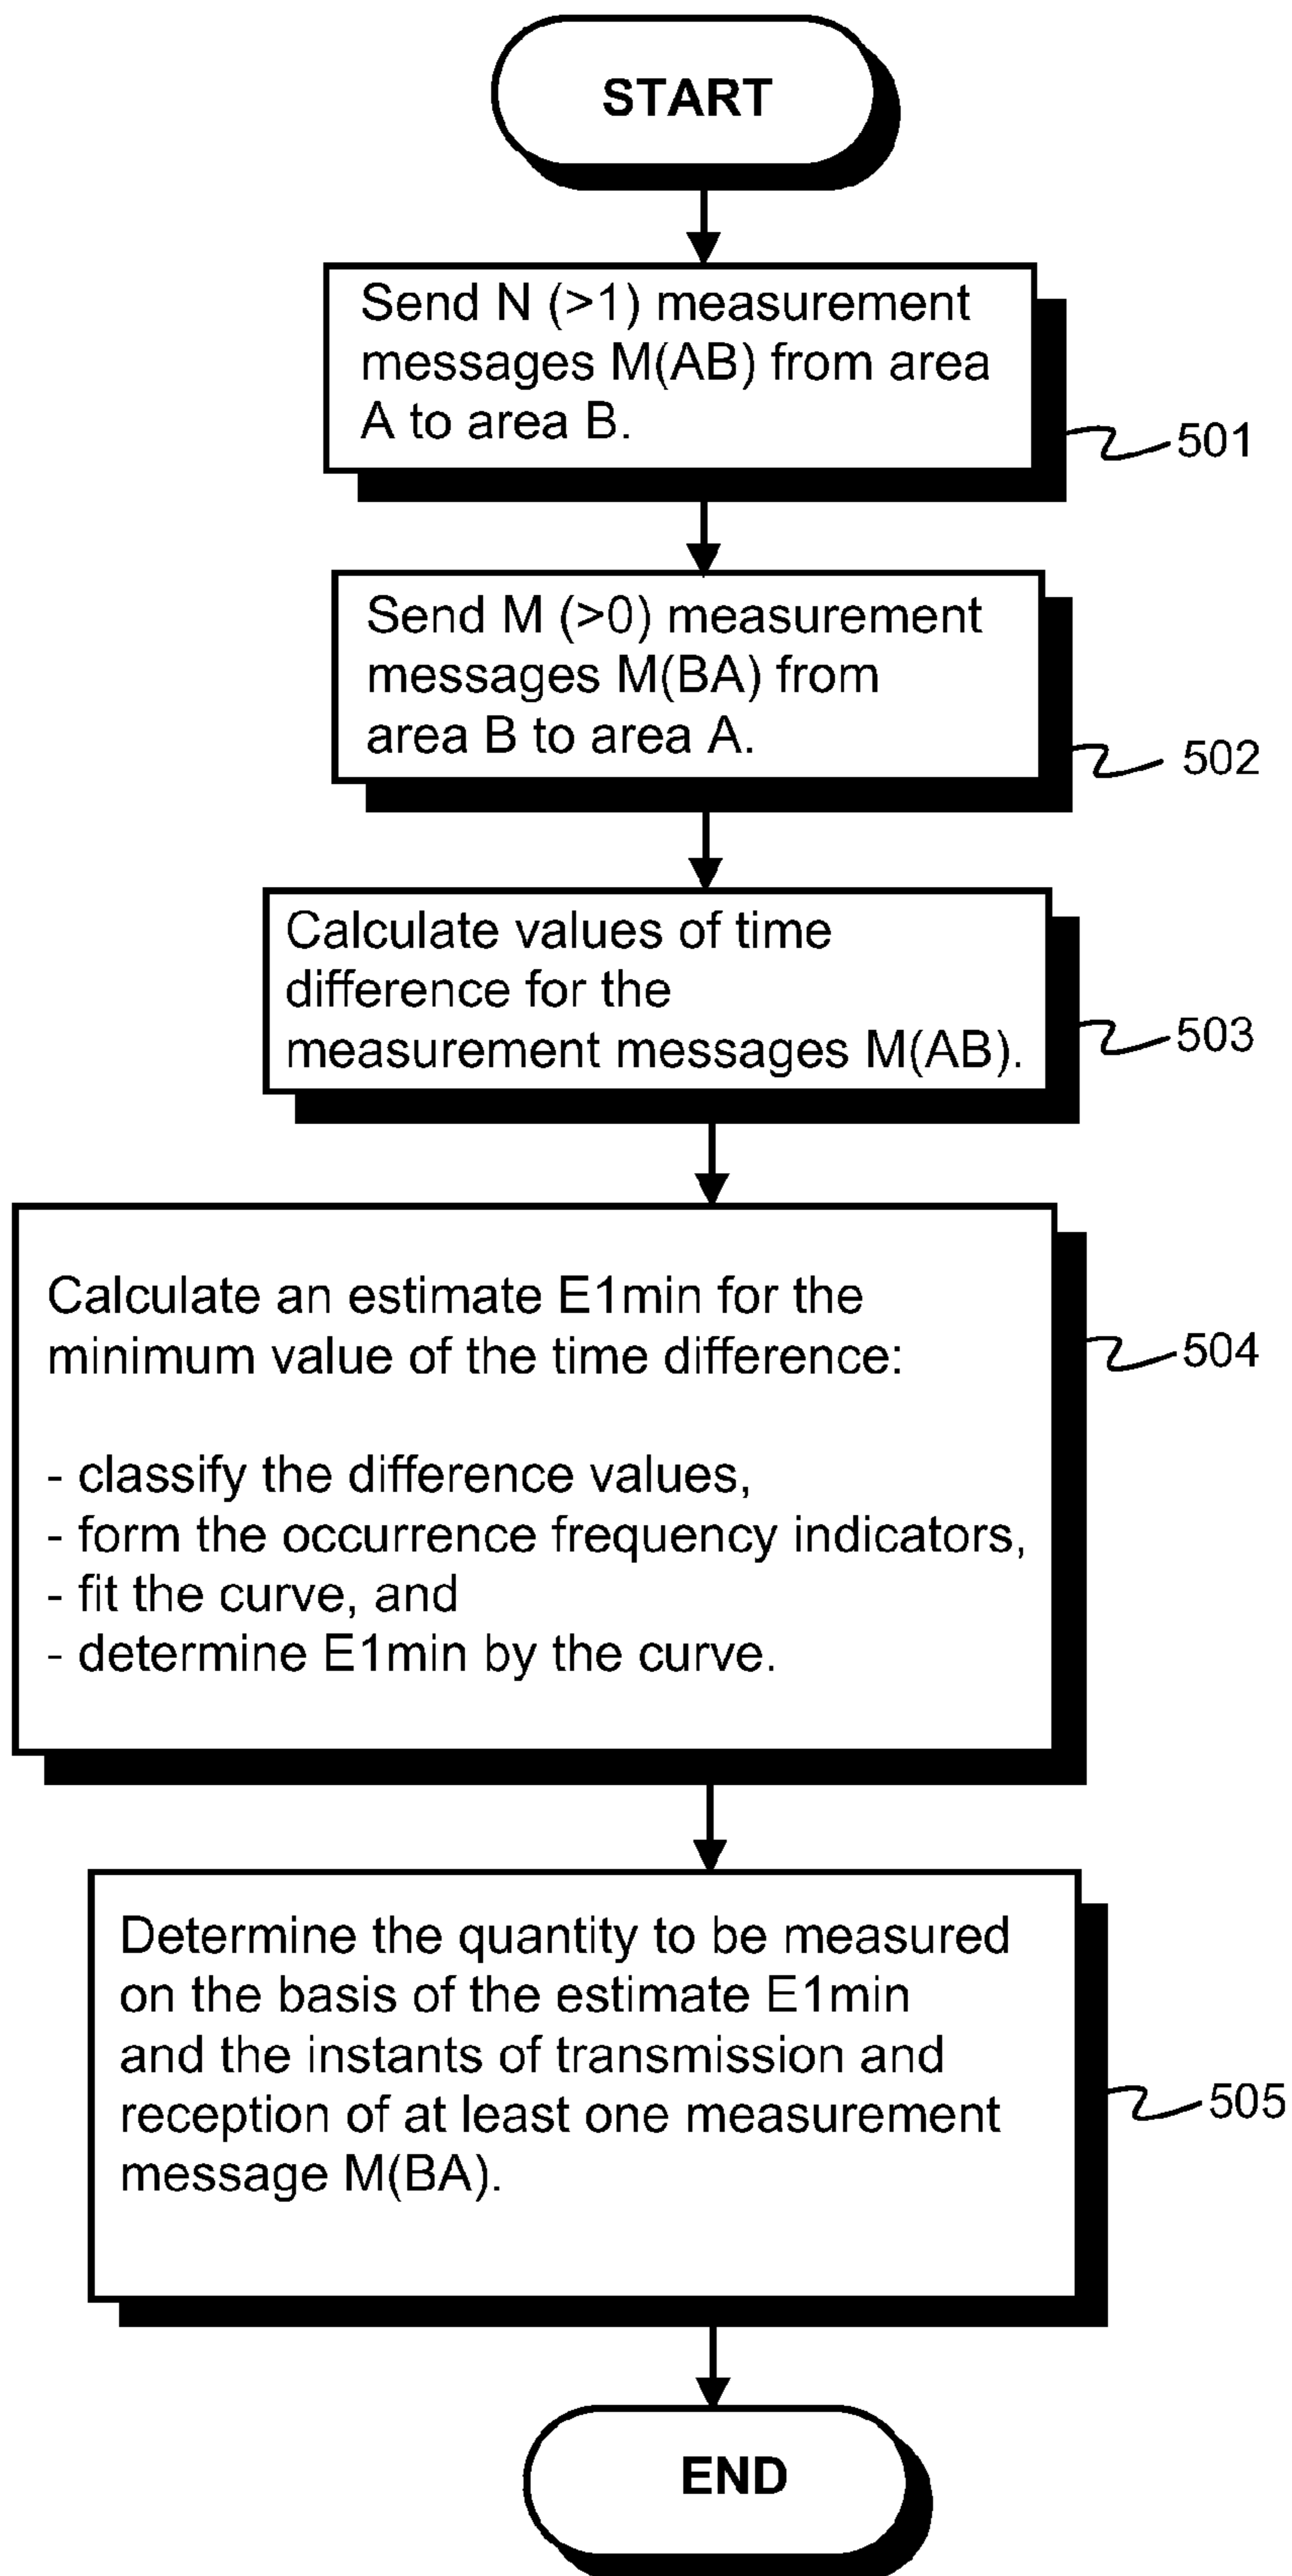 START
Send N (>1) measurement
messages M(AB) from area
A to area B.
501
Send M (>0) measurement
messages M(BA) from
area B to area A.
502
Calculate values of time
difference for the
measurement messages M(AB).
503
Calculate an estimate E1min for the
minimum value of the time difference:
- classify the difference values,
- form the occurrence frequency indicators,
- fit the curve, and
- determine E1min by the curve.
504
Determine the quantity to be measured
on the basis of the estimate E1min
and the instants of transmission and
reception of at least one measurement
message M(BA).
505
END